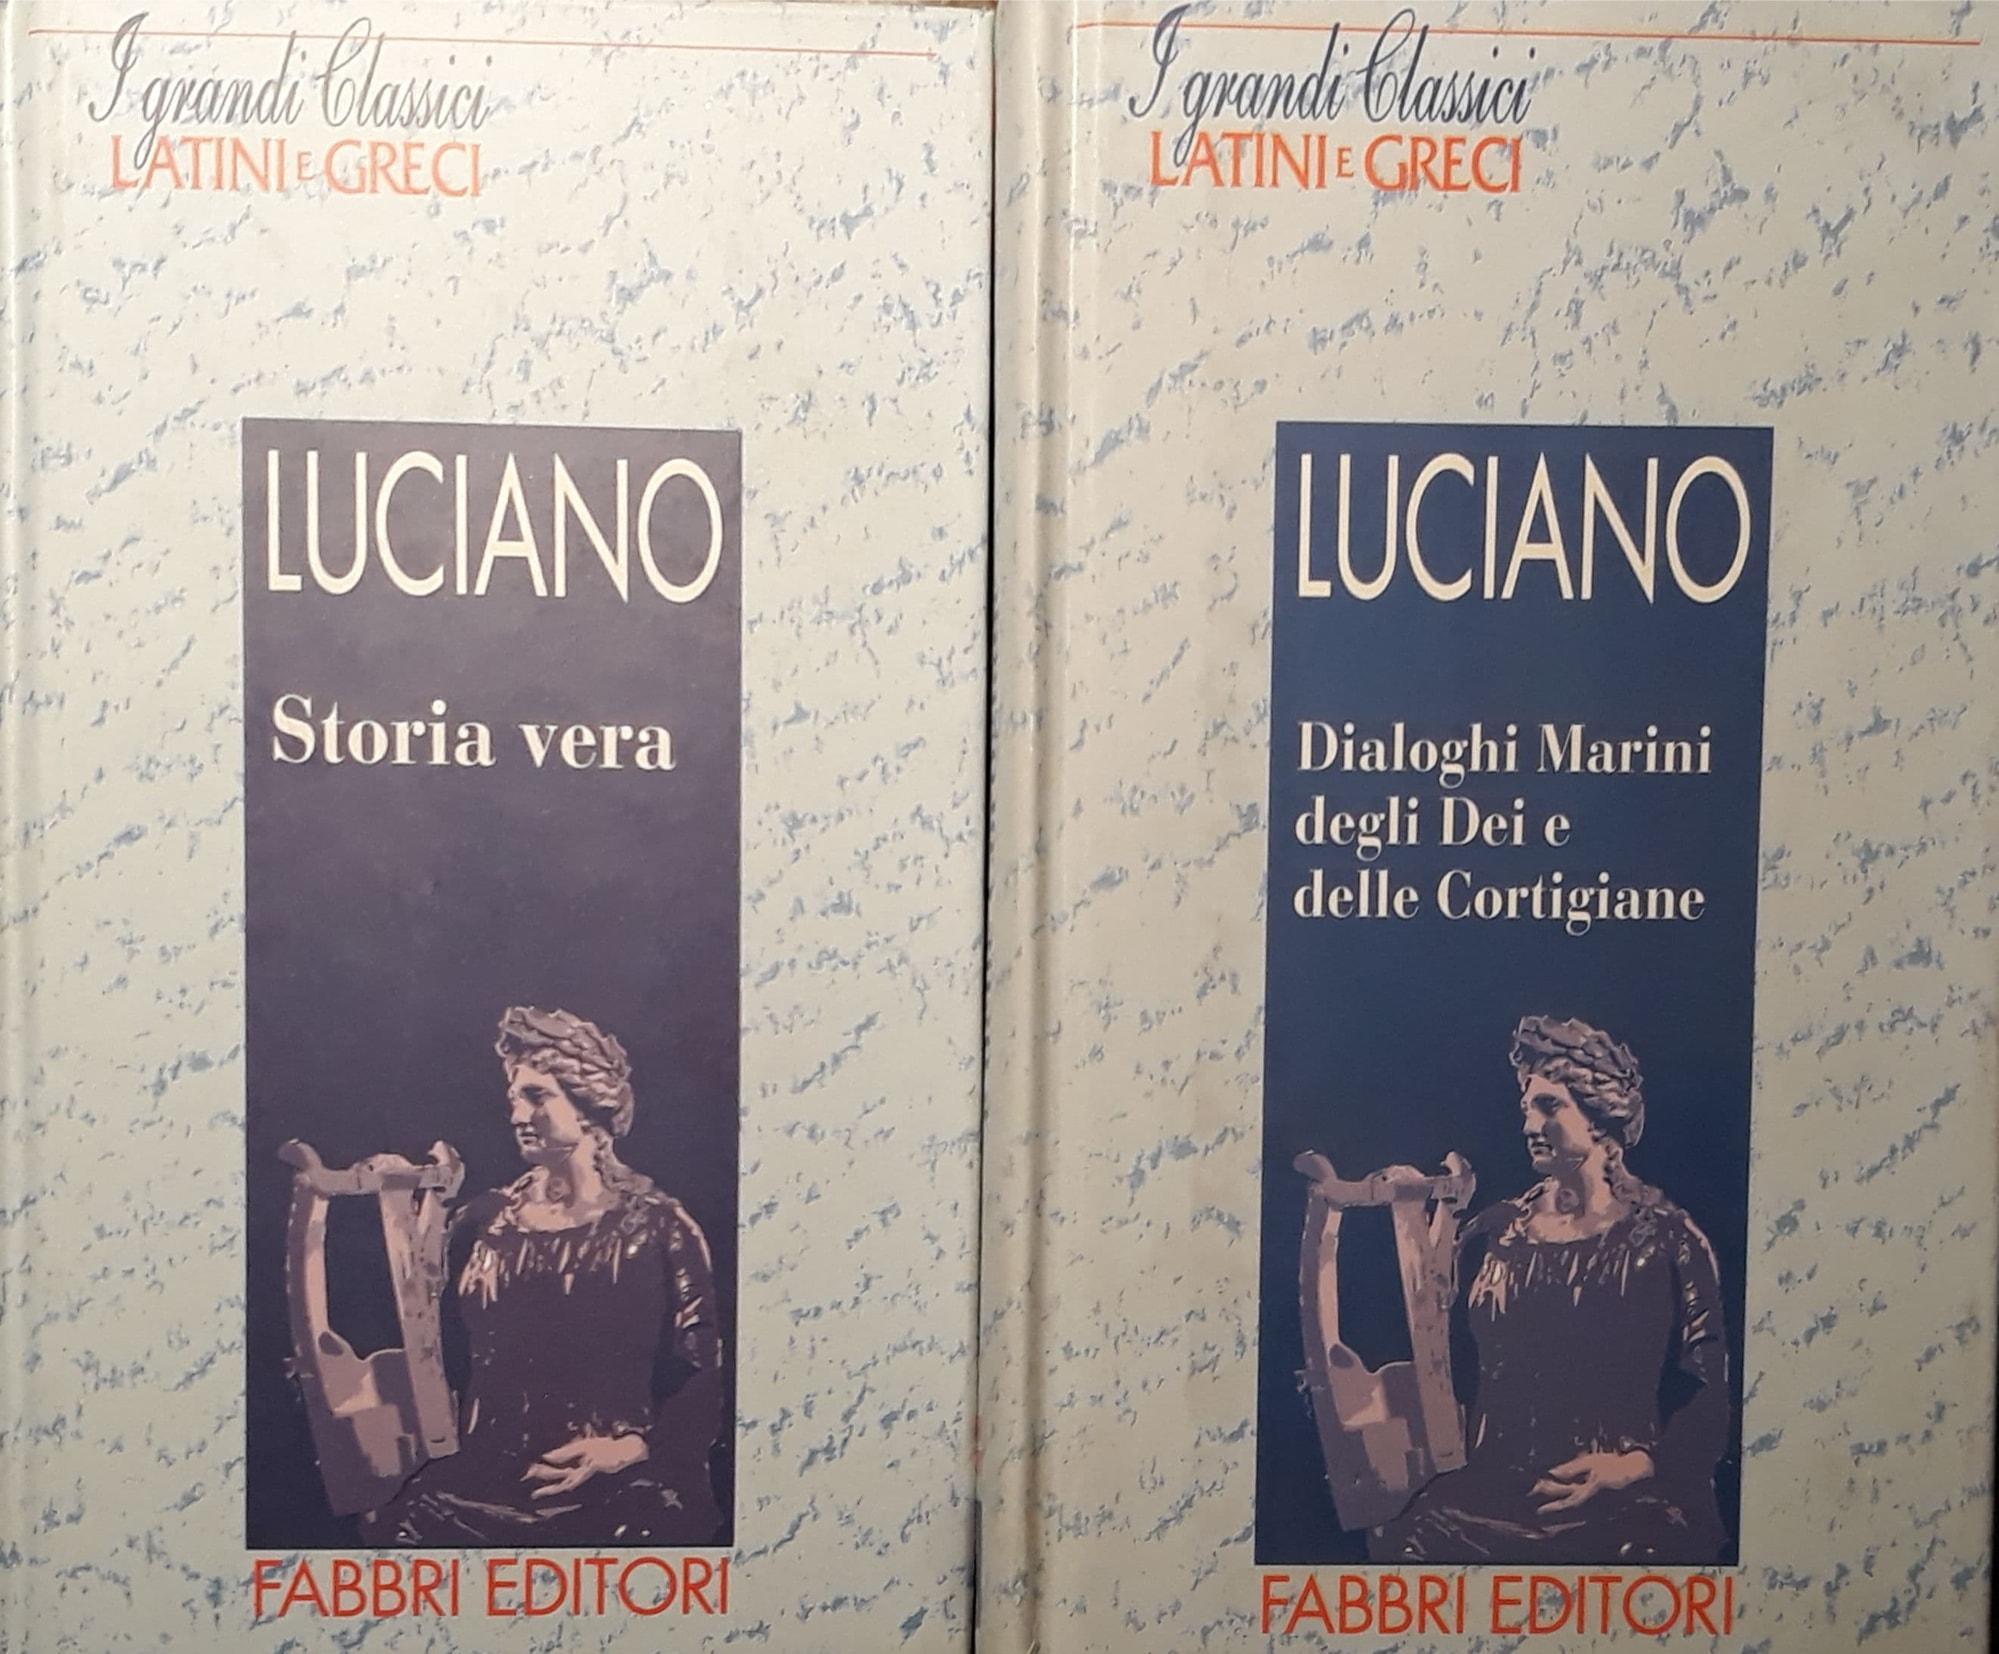 I grandi Classici
LATINI E GRECI
LUCIANO
Storia vera
FABBRI EDITORI
I grandi Classici
LATINI E GRECI
LUCIANO
Dialoghi Marini
degli Dei e
delle Cortigiane
FABBRI EDITORI